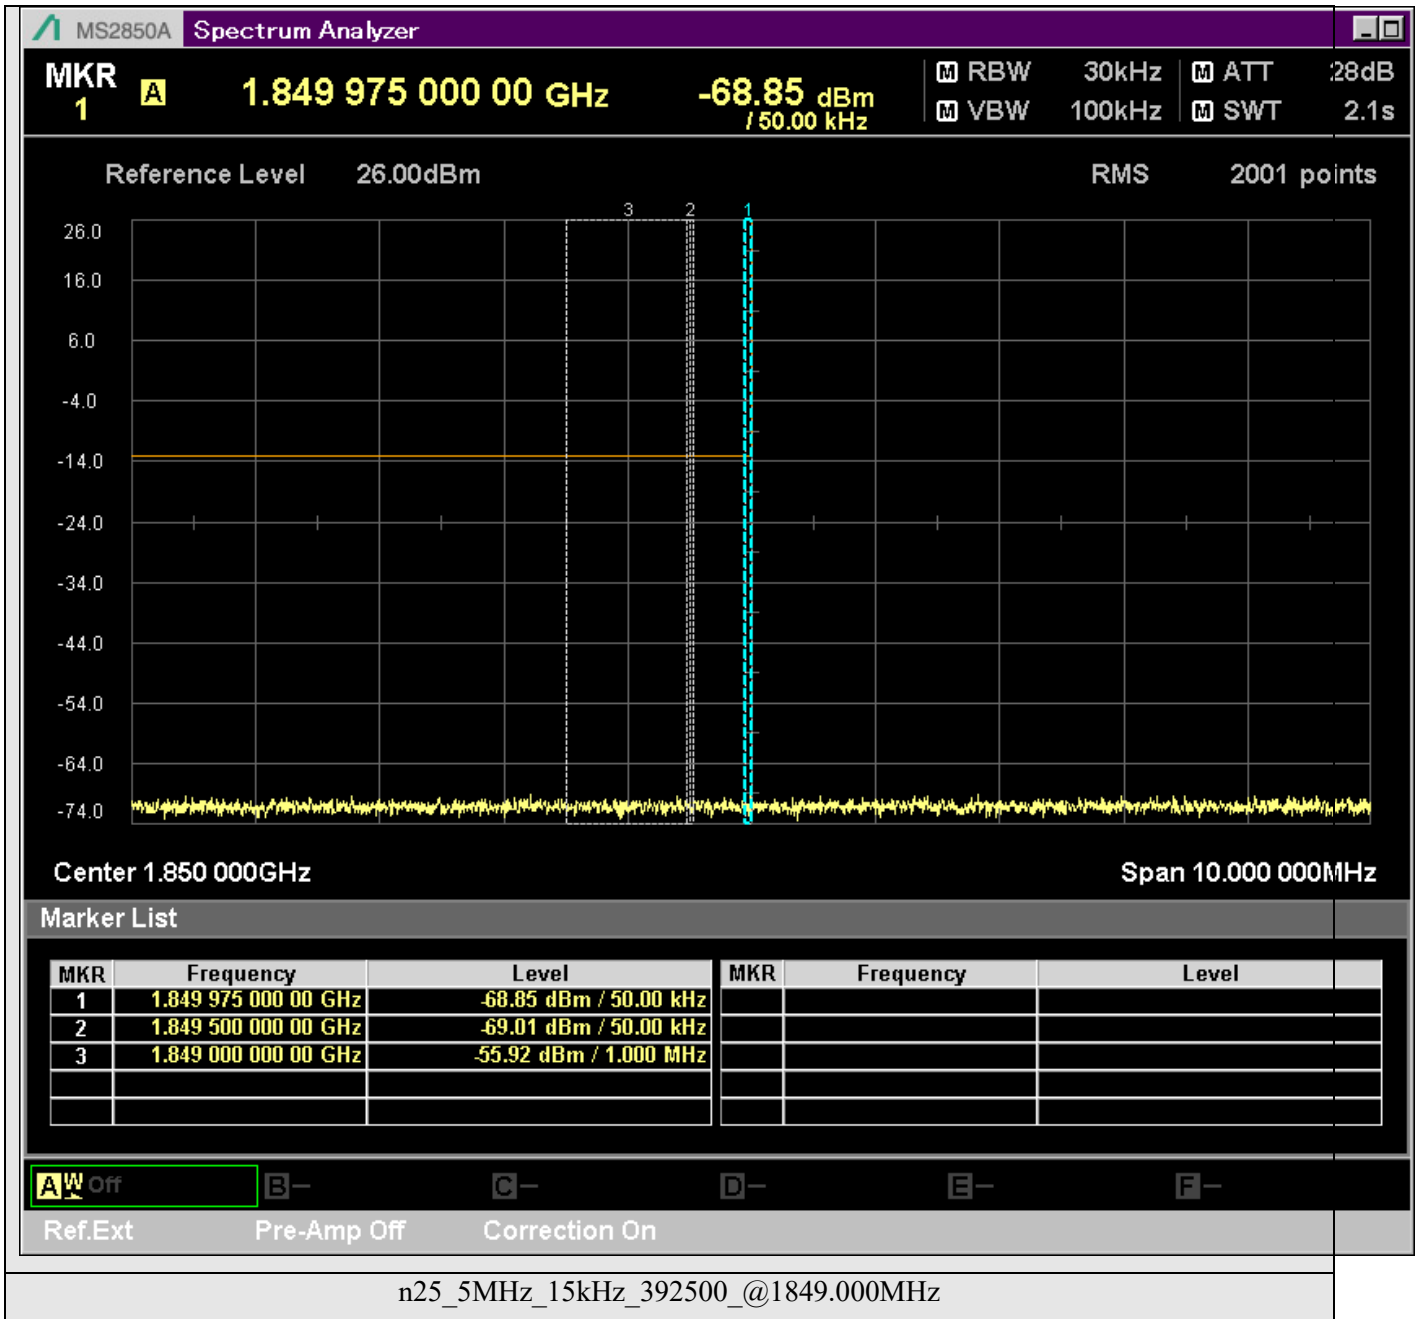 MS2850A Spectrum Analyzer
MKR 1 A 1.849 975 000 00 GHz -68.85 dBm / 50.00 kHz
M RBW 30kHz M ATT 28dB
M VBW 100kHz M SWT 2.1s
Reference Level 26.00dBm RMS 2001 points
3 2 1
26.0
16.0
6.0
-4.0
-14.0
-24.0
-34.0
-44.0
-54.0
-64.0
-74.0
Center 1.850 000GHz Span 10.000 000MHz
Marker List
MKR Frequency Level MKR Frequency Level
1 1.849 975 000 00 GHz -68.85 dBm / 50.00 kHz
2 1.849 500 000 00 GHz -69.01 dBm / 50.00 kHz
3 1.849 000 000 00 GHz -55.92 dBm / 1.000 MHz
A W Off B - C - D - E - F -
Ref.Ext Pre-Amp Off Correction On
n25_5MHz_15kHz_392500_@1849.000MHz